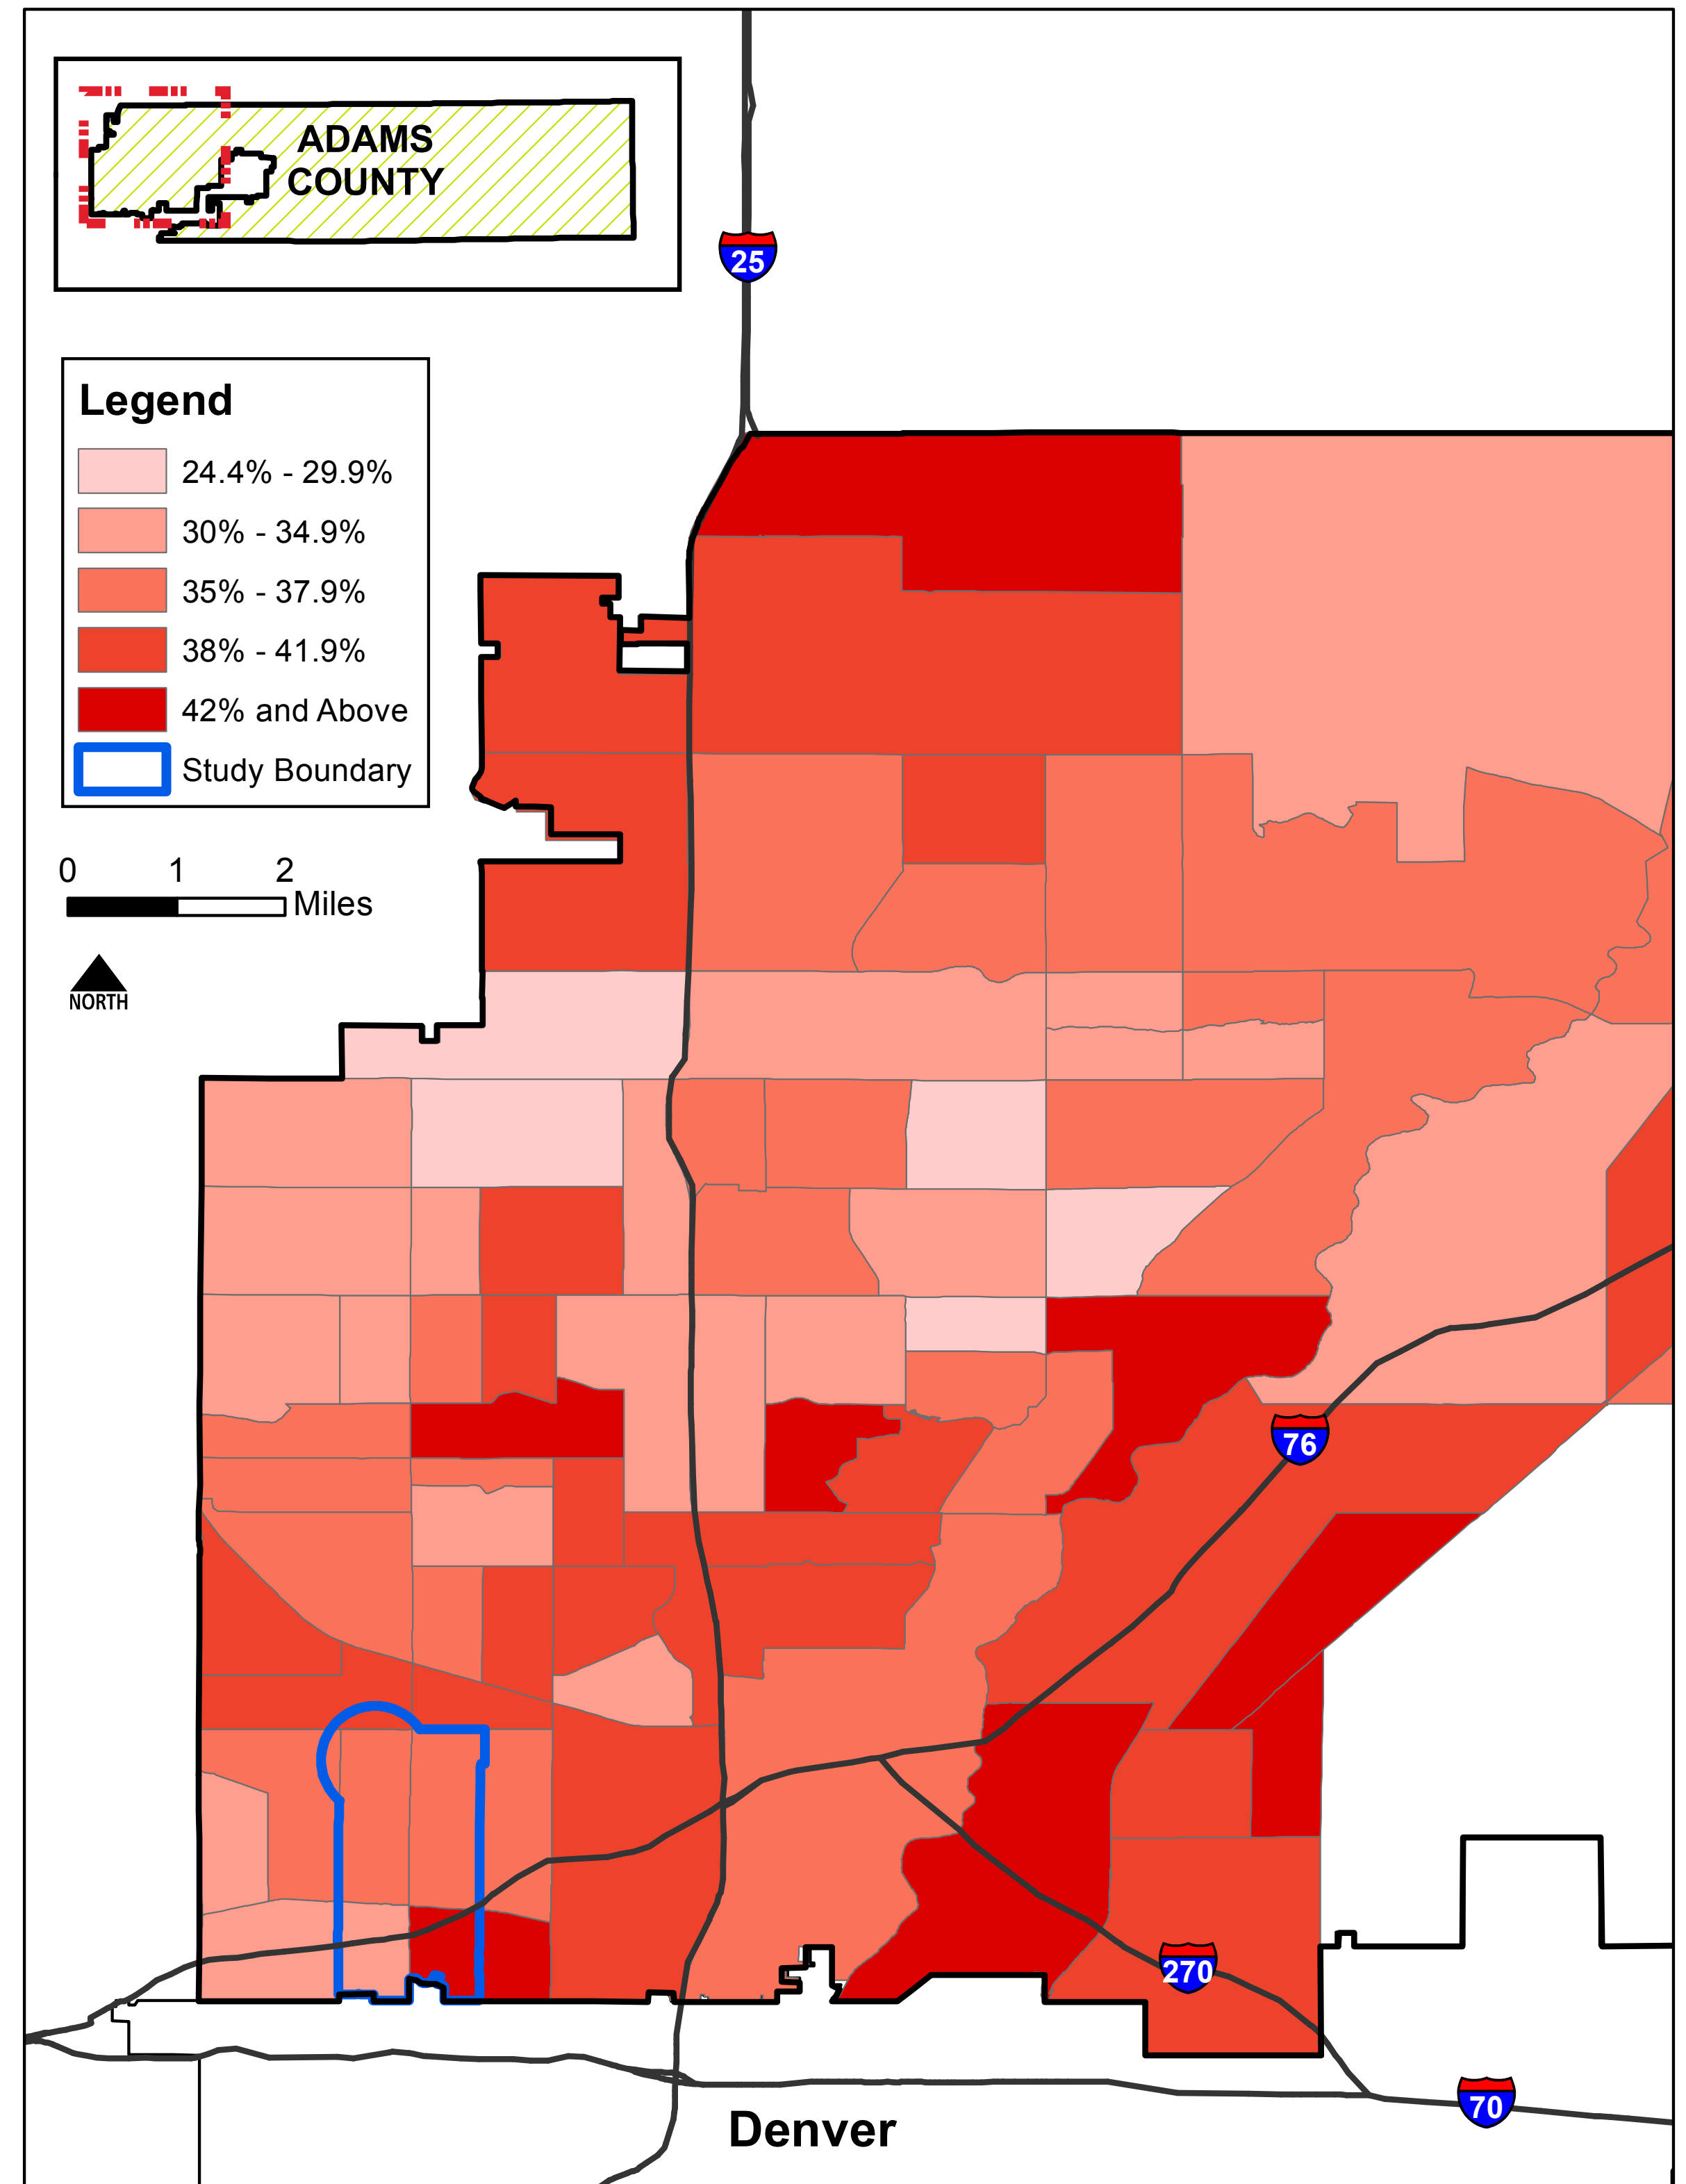 ADAMS
COUNTY
25
Legend
24.4% - 29.9%
30% - 34.9%
35% - 37.9%
38% - 41.9%
42% and Above
Study Boundary
0 1 2
Miles
NORTH
76
270
70
Denver